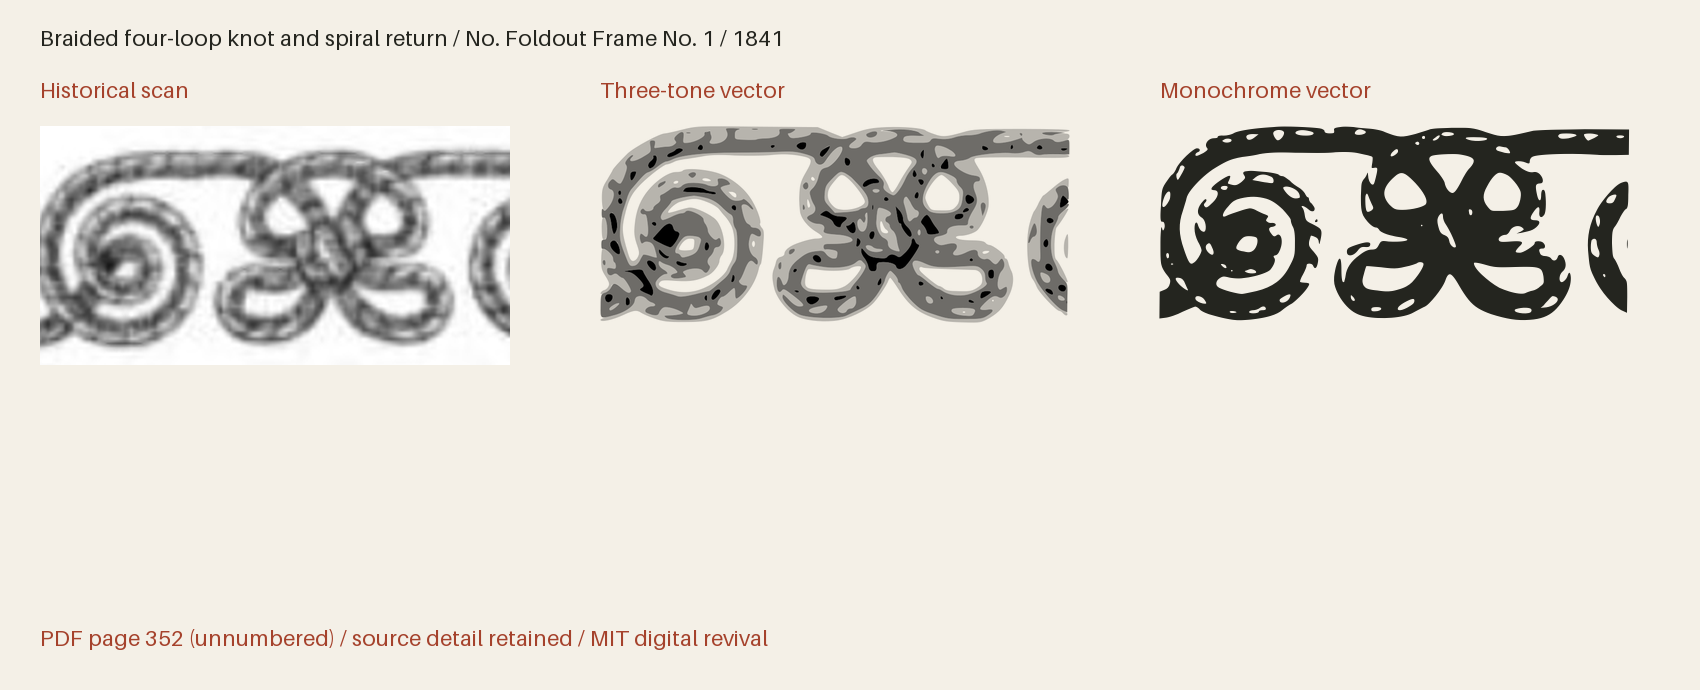 Braided four-loop knot and spiral return / No. Foldout Frame No. 1 / 1841
Historical scan
Three-tone vector
Monochrome vector
PDF page 352 (unnumbered) / source detail retained / MIT digital revival